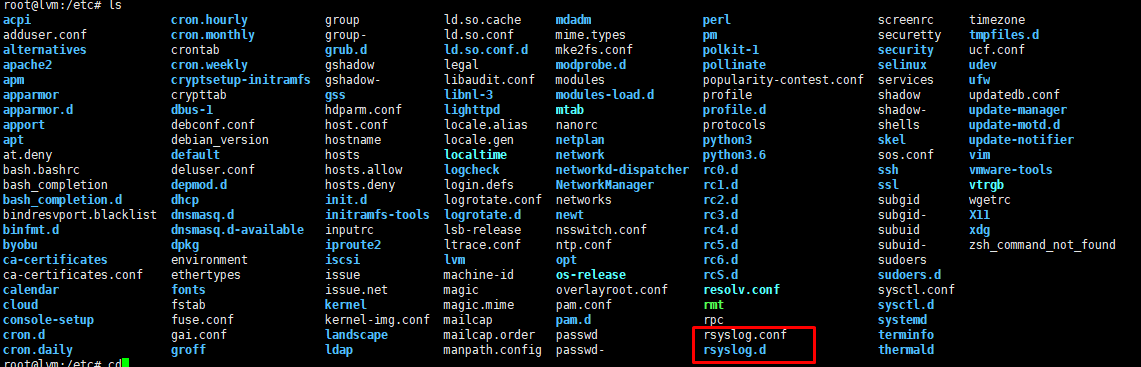 root@lvm:/etc# ls
acpi cron.hourly group ld.so.cache mdadm perl screenrc timezone
adduser.conf cron.monthly group- ld.so.conf mime.types pm securetty tmpfiles.d
alternatives crontab grub.d ld.so.conf.d mke2fs.conf polkit-1 security ucf.conf
apache2 cron.weekly gshadow legal modprobe.d pollinate selinux udev
apm cryptsetup-initramfs gshadow- libaudit.conf modules popularity-contest.conf services ufw
apparmor crypttab gss libnl-3 modules-load.d profile shadow updatedb.conf
apparmor.d dbus-1 hdparm.conf lighttpd mtab profile.d shadow- update-manager
apport debconf.conf host.conf locale.alias nanorc protocols shells update-motd.d
apt debian_version hostname locale.gen netplan python3 skel update-notifier
at.deny default hosts localtime network python3.6 sos.conf vim
bash.bashrc deluser.conf hosts.allow logcheck networkd-dispatcher rc0.d ssh vmware-tools
bash_completion depmod.d hosts.deny login.defs NetworkManager rc1.d ssl vtrgb
bash_completion.d dhcp init.d logrotate.conf networks rc2.d subgid wgetrc
bindresvport.blacklist dnsmasq.d initramfs-tools logrotate.d newt rc3.d subgid- X11
binfmt.d dnsmasq.d-available inputrc lsb-release nsswitch.conf rc4.d subuid xdg
byobu dpkg iproute2 ltrace.conf ntp.conf rc5.d subuid- zsh_command_not_found
ca-certificates environment iscsi lvm opt rc6.d sudoers
ca-certificates.conf ethertypes issue machine-id os-release rcS.d sudoers.d
calendar fonts issue.net magic overlayroot.conf resolv.conf sysctl.conf
cloud fstab kernel magic.mime pam.conf rmt sysctl.d
console-setup fuse.conf kernel-img.conf mailcap pam.d rpc systemd
cron.d gai.conf landscape mailcap.order passwd rsyslog.conf terminfo
cron.daily groff ldap manpath.config passwd- rsyslog.d thermald
root@lvm:/etc# cd